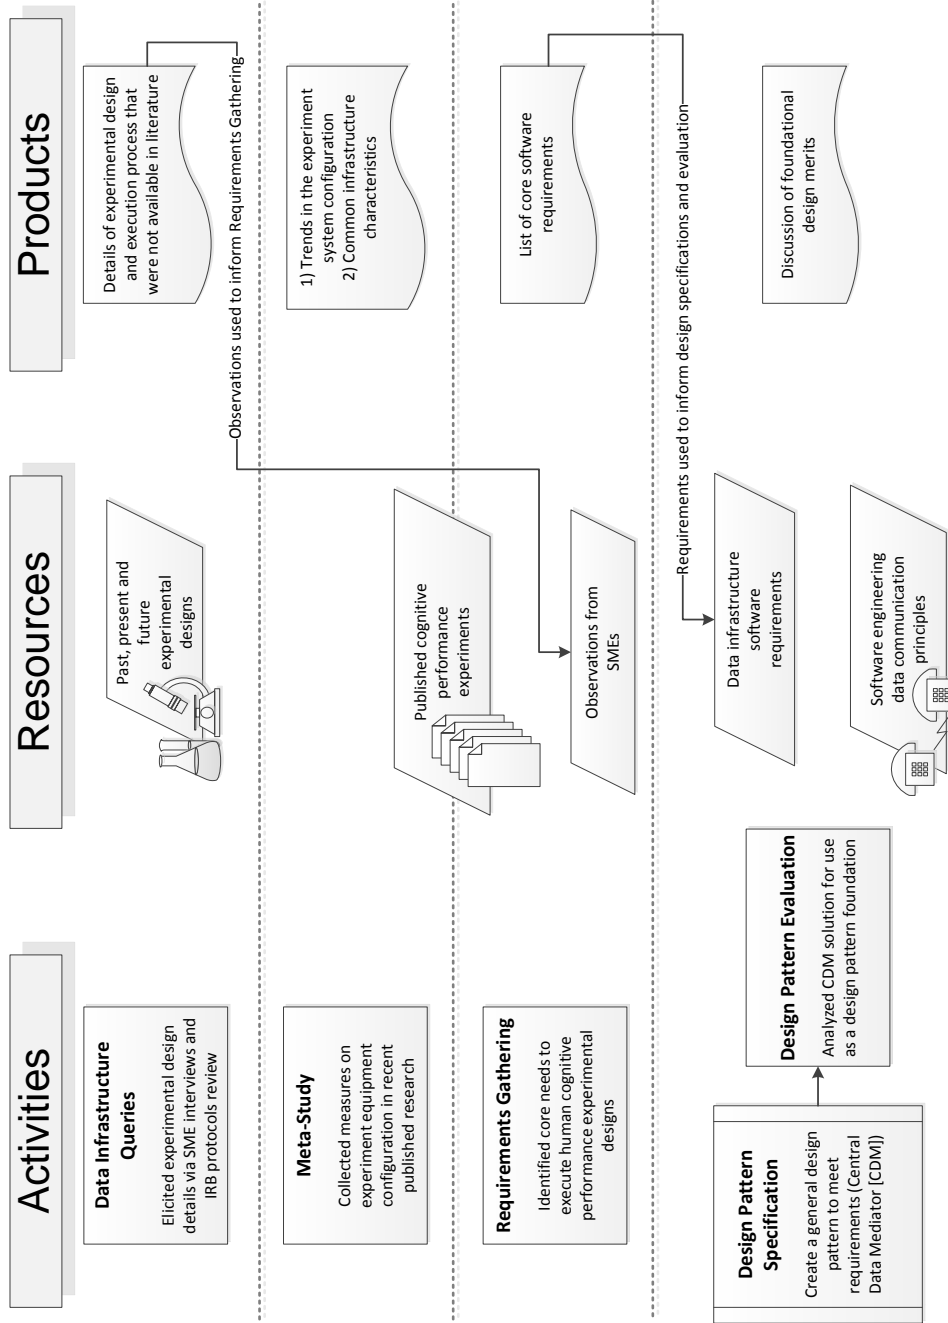 Activities
Resources
Products
Data Infrastructure
Queries
Elicited experimental design
details via SME interviews and
IRB protocols review
Past, present and
future
experimental
designs
Details of experimental design
and execution process that
were not available in literature
Observations used to inform Requirements Gathering
Meta-Study
Collected measures on
experiment equipment
configuration in recent
published research
Published cognitive
performance
experiments
1) Trends in the experiment
system configuration
2) Common infrastructure
characteristics
Requirements Gathering
Identified core needs to
execute human cognitive
performance experimental
designs
Observations from
SMEs
List of core software
requirements
Requirements used to inform design specifications and evaluation
Design Pattern
Specification
Create a general design
pattern to meet
requirements (Central
Data Mediator [CDM])
Design Pattern Evaluation
Analyzed CDM solution for use
as a design pattern foundation
Data infrastructure
software
requirements
Software engineering
data communication
principles
Discussion of foundational
design merits